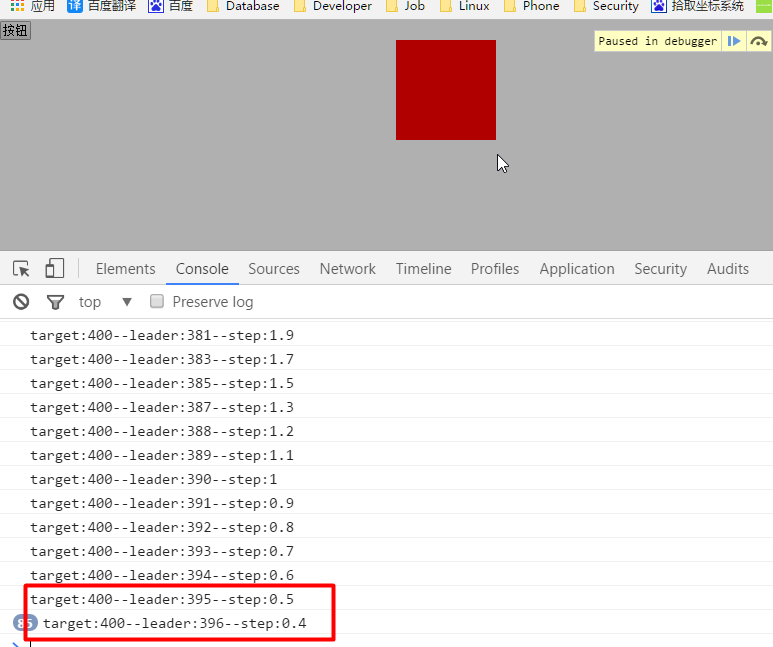 应用 百度翻译 百度 Database Developer Job Linux Phone Security 拾取坐标系统
按钮
Paused in debugger
Elements Console Sources Network Timeline Profiles Application Security Audits
top Preserve log
target:400--leader:381--step:1.9
target:400--leader:383--step:1.7
target:400--leader:385--step:1.5
target:400--leader:387--step:1.3
target:400--leader:388--step:1.2
target:400--leader:389--step:1.1
target:400--leader:390--step:1
target:400--leader:391--step:0.9
target:400--leader:392--step:0.8
target:400--leader:393--step:0.7
target:400--leader:394--step:0.6
target:400--leader:395--step:0.5
target:400--leader:396--step:0.4